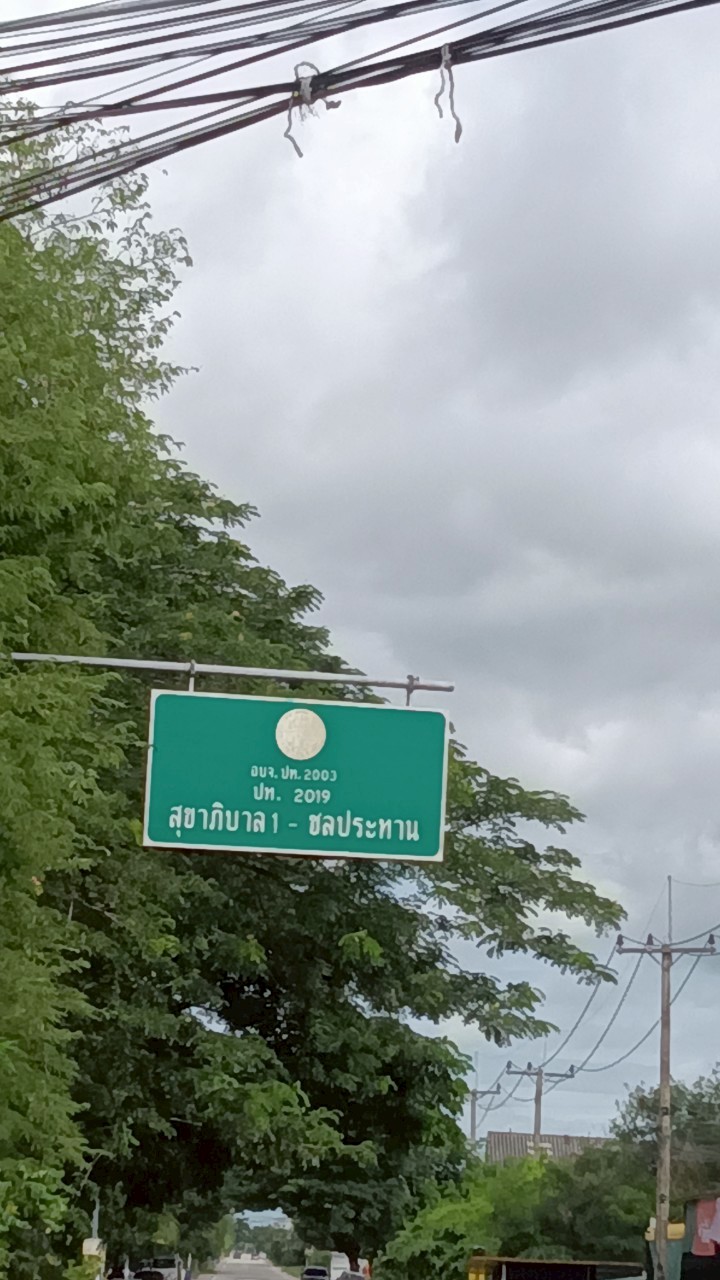 อบจ. ปท. 2003
ปท. 2019
สุขาภิบาล 1 - ชลประทาน